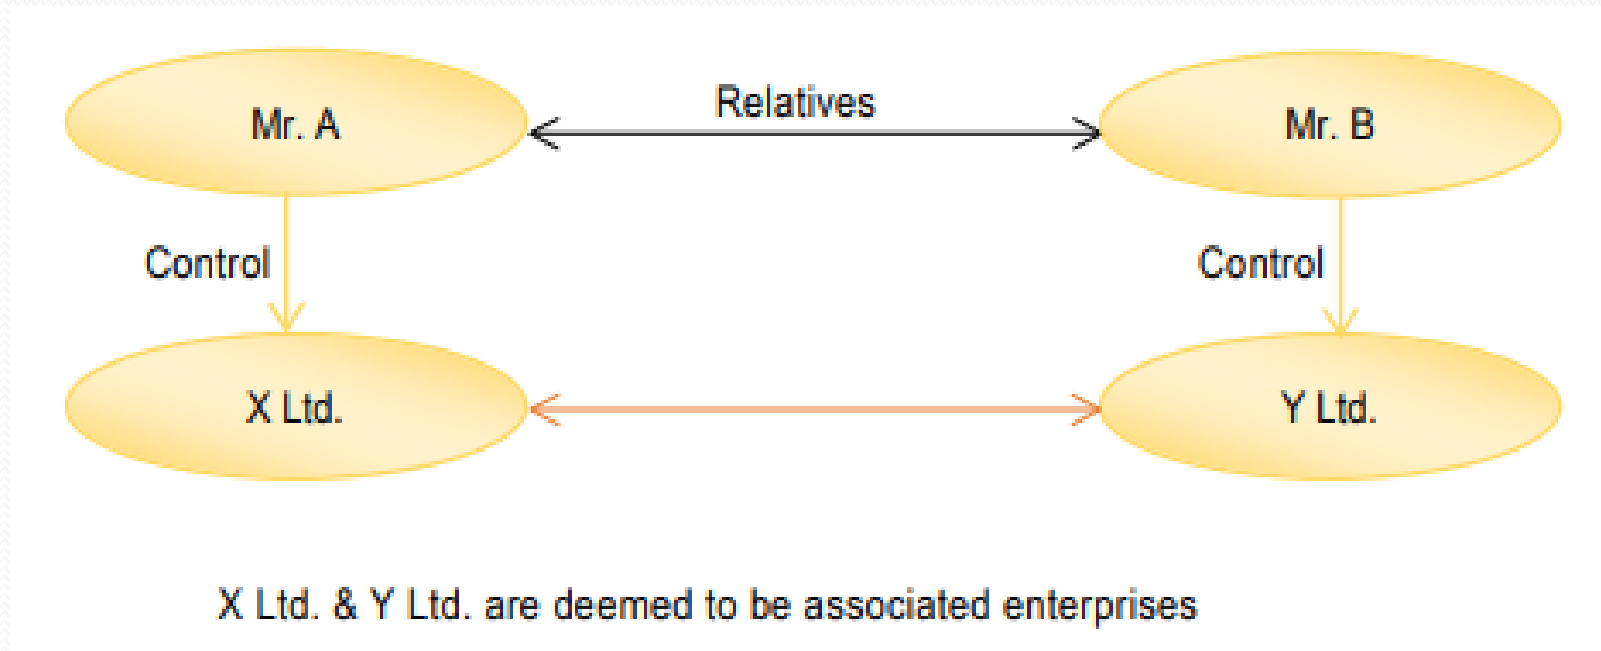 Relatives
Mr. A
Mr. B
Control
Control
X Ltd.
Y Ltd.
X Ltd. & Y Ltd. are deemed to be associated enterprises